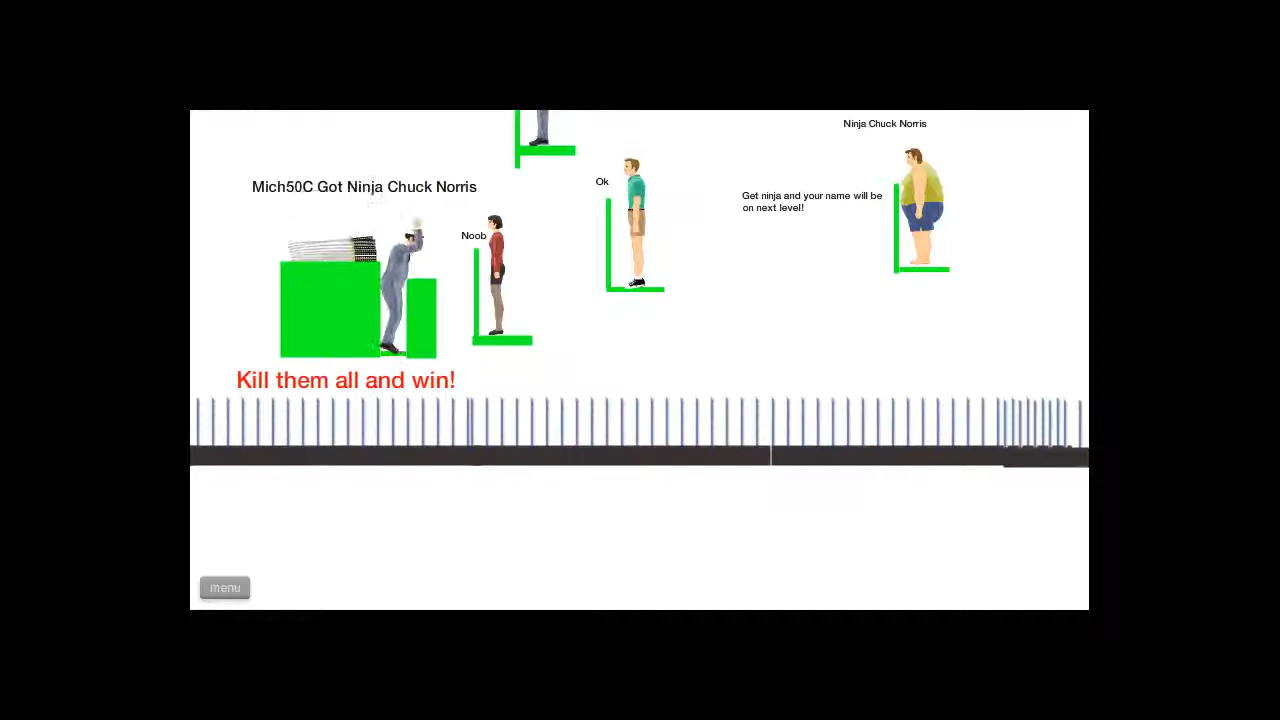 Ninja Chuck Norris
Mich50C Got Ninja Chuck Norris
Ok
Get ninja and your name will be
on next level!
Noob
Kill them all and win!
menu